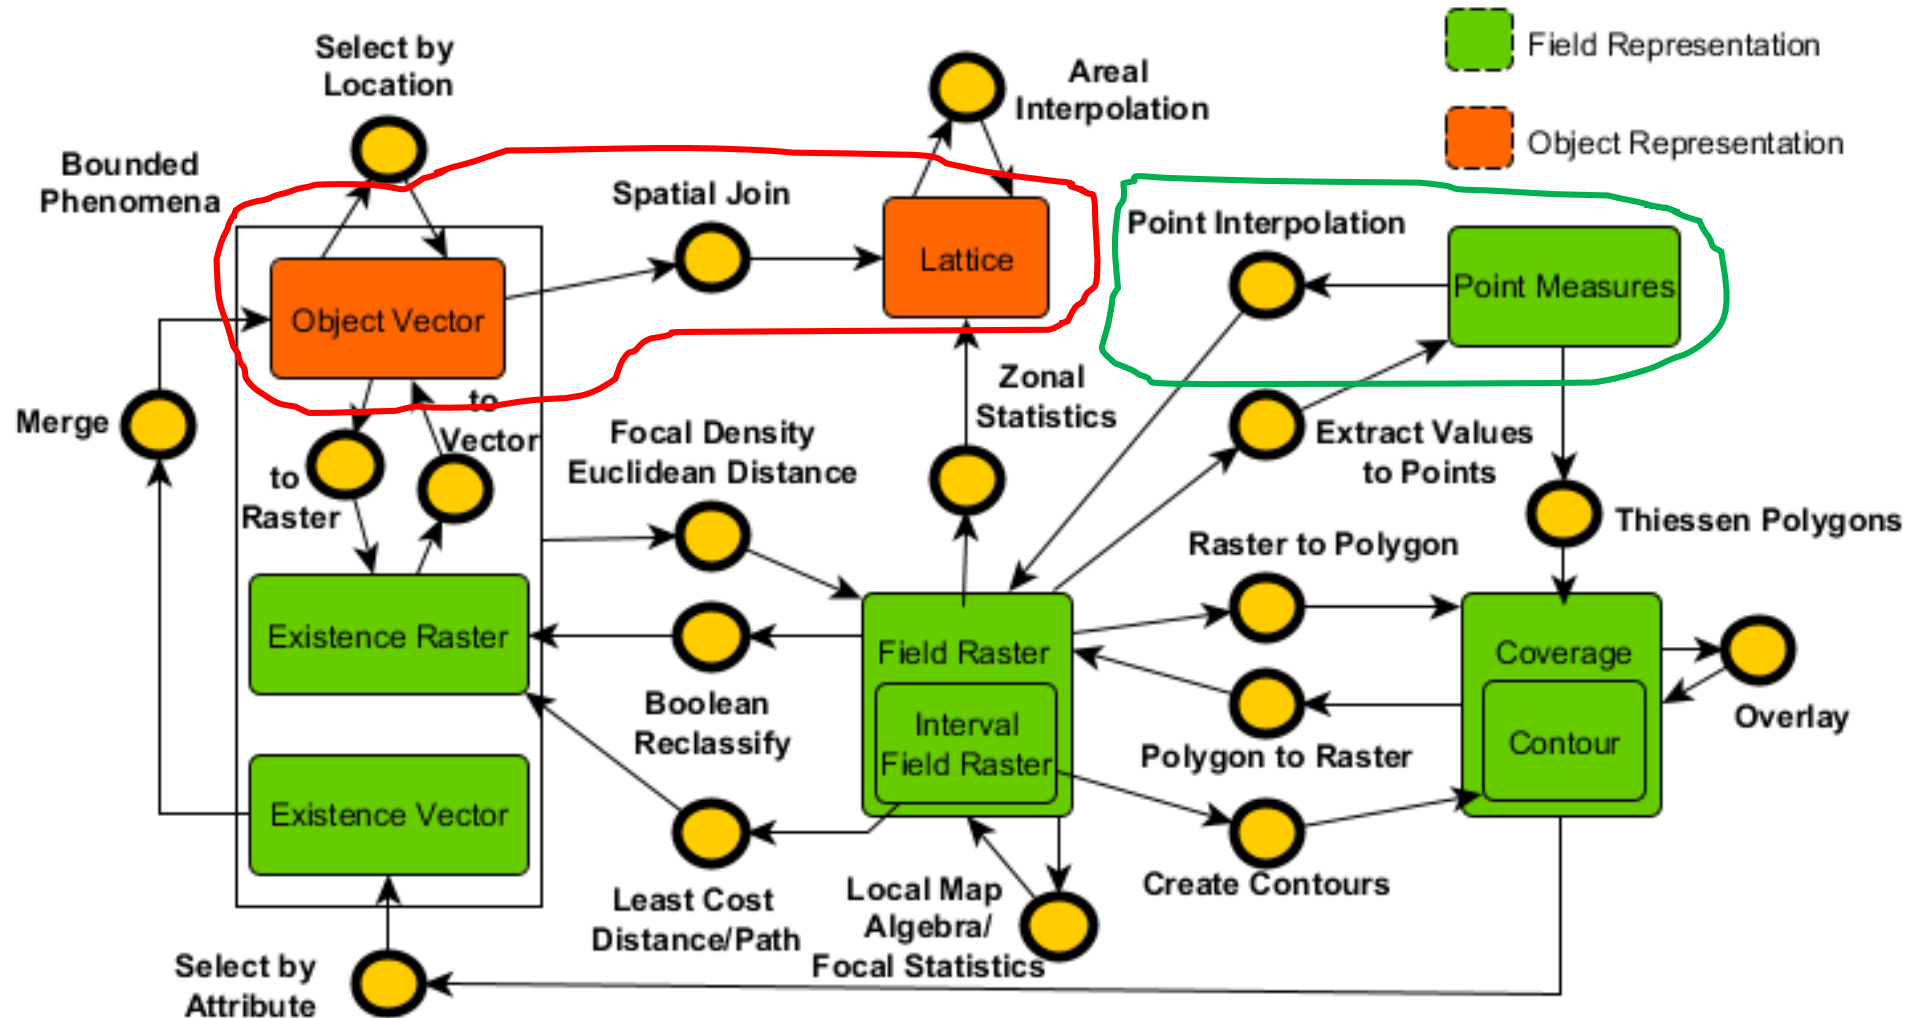 Select by
Location
Areal
Interpolation
Field Representation
Object Representation
Bounded
Phenomena
Spatial Join
Point Interpolation
Lattice
Point Measures
Object Vector
Merge
to
Vector
to
Raster
Focal Density
Euclidean Distance
Zonal
Statistics
Extract Values
to Points
Thiessen Polygons
Raster to Polygon
Existence Raster
Field Raster
Coverage
Boolean
Reclassify
Interval
Field Raster
Contour
Overlay
Polygon to Raster
Existence Vector
Least Cost
Distance/Path
Local Map
Algebra/
Focal Statistics
Create Contours
Select by
Attribute